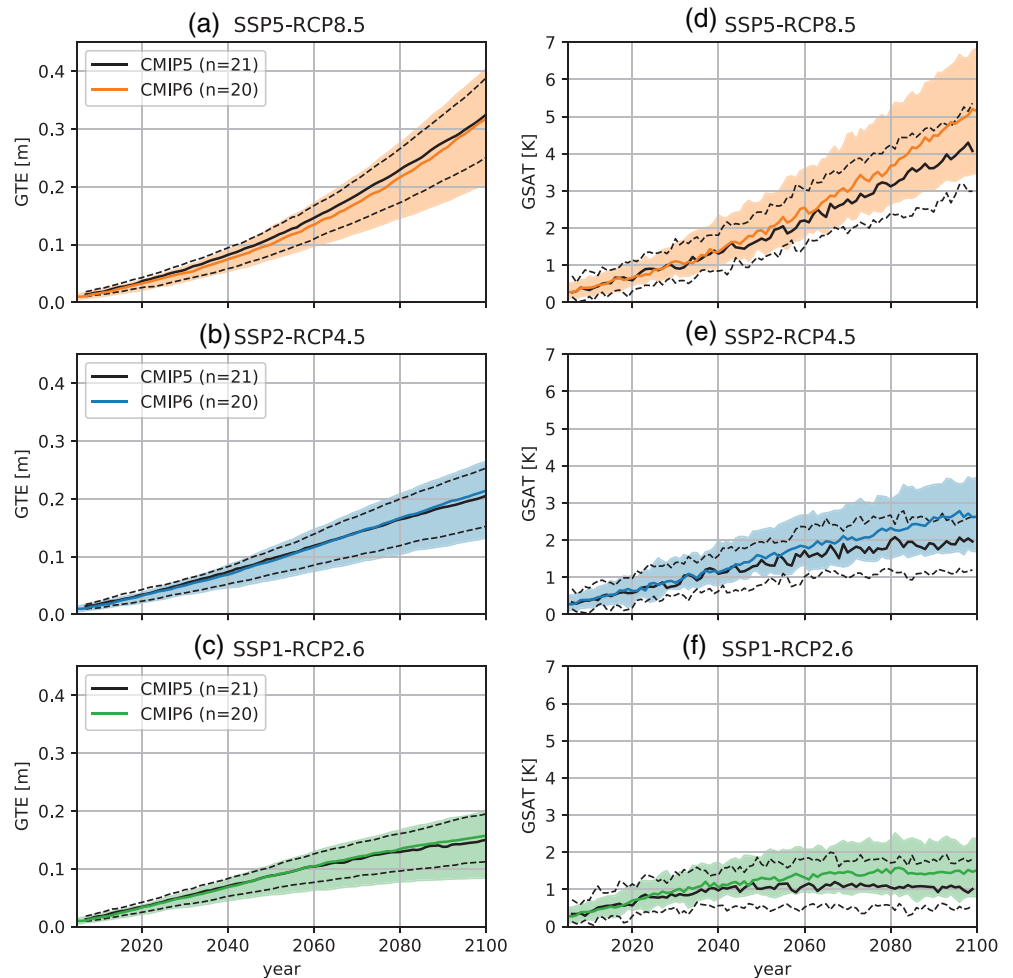 (a) SSP5-RCP8.5
CMIP5 (n=21)
CMIP6 (n=20)
GTE [m]
0.4
0.3
0.2
0.1
0.0
(d) SSP5-RCP8.5
GSAT [K]
7
6
5
4
3
2
1
0
(b) SSP2-RCP4.5
CMIP5 (n=21)
CMIP6 (n=20)
GTE [m]
0.4
0.3
0.2
0.1
0.0
(e) SSP2-RCP4.5
GSAT [K]
7
6
5
4
3
2
1
0
(c) SSP1-RCP2.6
CMIP5 (n=21)
CMIP6 (n=20)
GTE [m]
0.4
0.3
0.2
0.1
0.0
2020 2040 2060 2080 2100
year
(f) SSP1-RCP2.6
GSAT [K]
7
6
5
4
3
2
1
0
2020 2040 2060 2080 2100
year